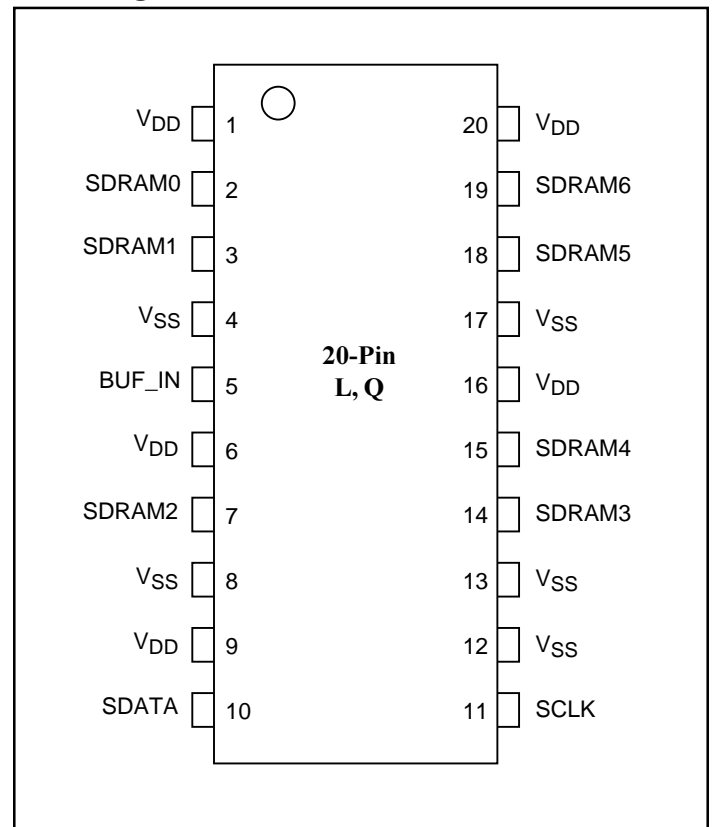 VDD 1 20 VDD
SDRAM0 2 19 SDRAM6
SDRAM1 3 18 SDRAM5
VSS 4 17 VSS
20-Pin
L, Q
BUF_IN 5 16 VDD
VDD 6 15 SDRAM4
SDRAM2 7 14 SDRAM3
VSS 8 13 VSS
VDD 9 12 VSS
SDATA 10 11 SCLK